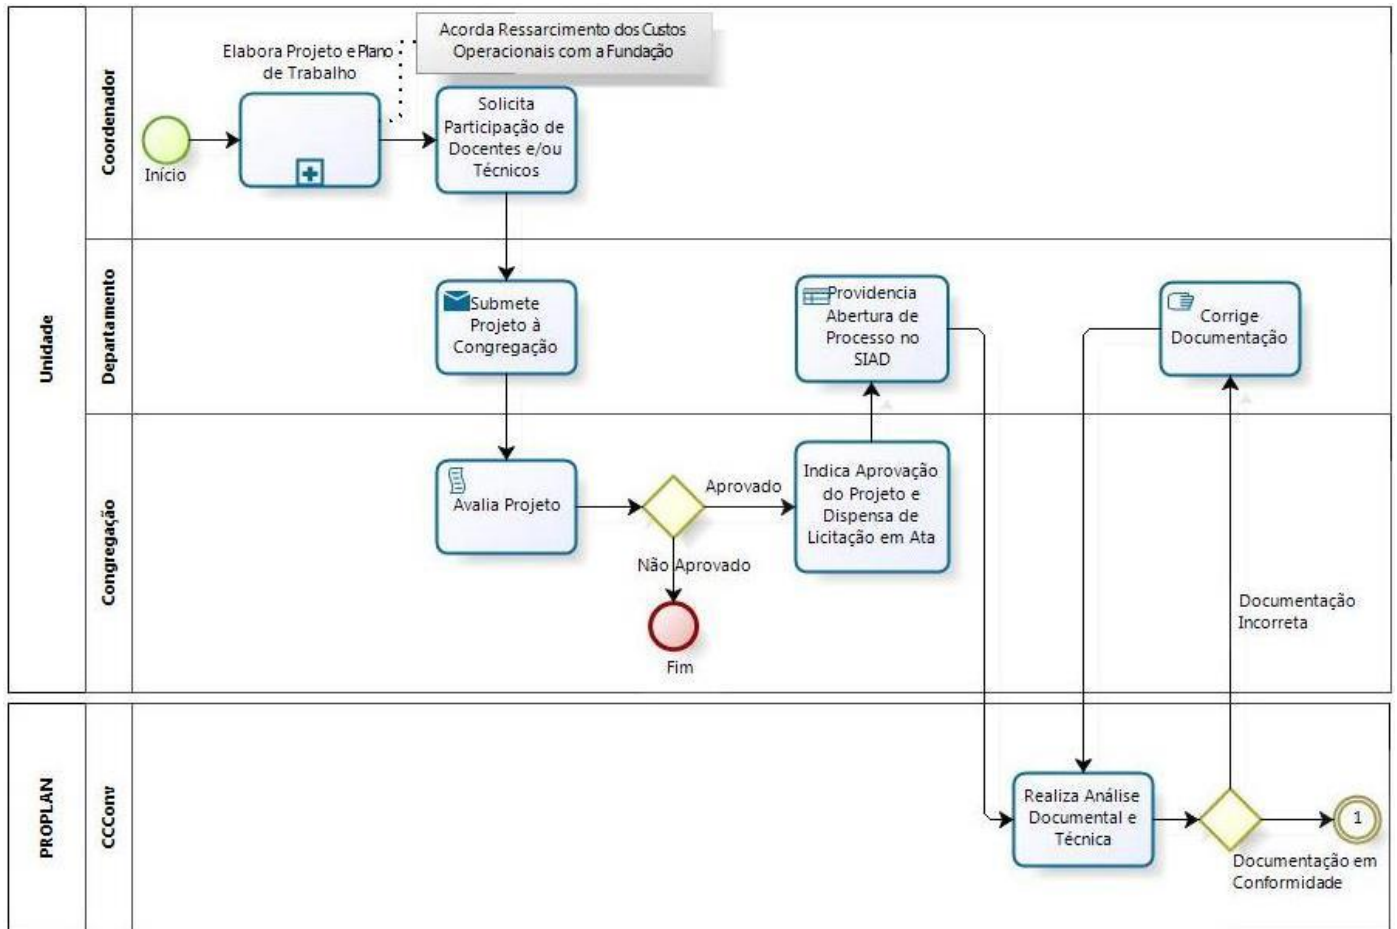 Unidade
Coordenador
Início
Elabora Projeto e Plano
de Trabalho
Acorda Ressarcimento dos Custos
Operacionais com a Fundação
Solicita
Participação de
Docentes e/ou
Técnicos
Departamento
Submete
Projeto à
Congregação
Providencia
Abertura de
Processo no
SIAD
Corrige
Documentação
Congregação
Avalia Projeto
Aprovado
Não Aprovado
Fim
Indica Aprovação
do Projeto e
Dispensa de
Licitação em Ata
Documentação
Incorreta
PROPLAN
CCConv
Realiza Análise
Documental e
Técnica
1
Documentação em
Conformidade